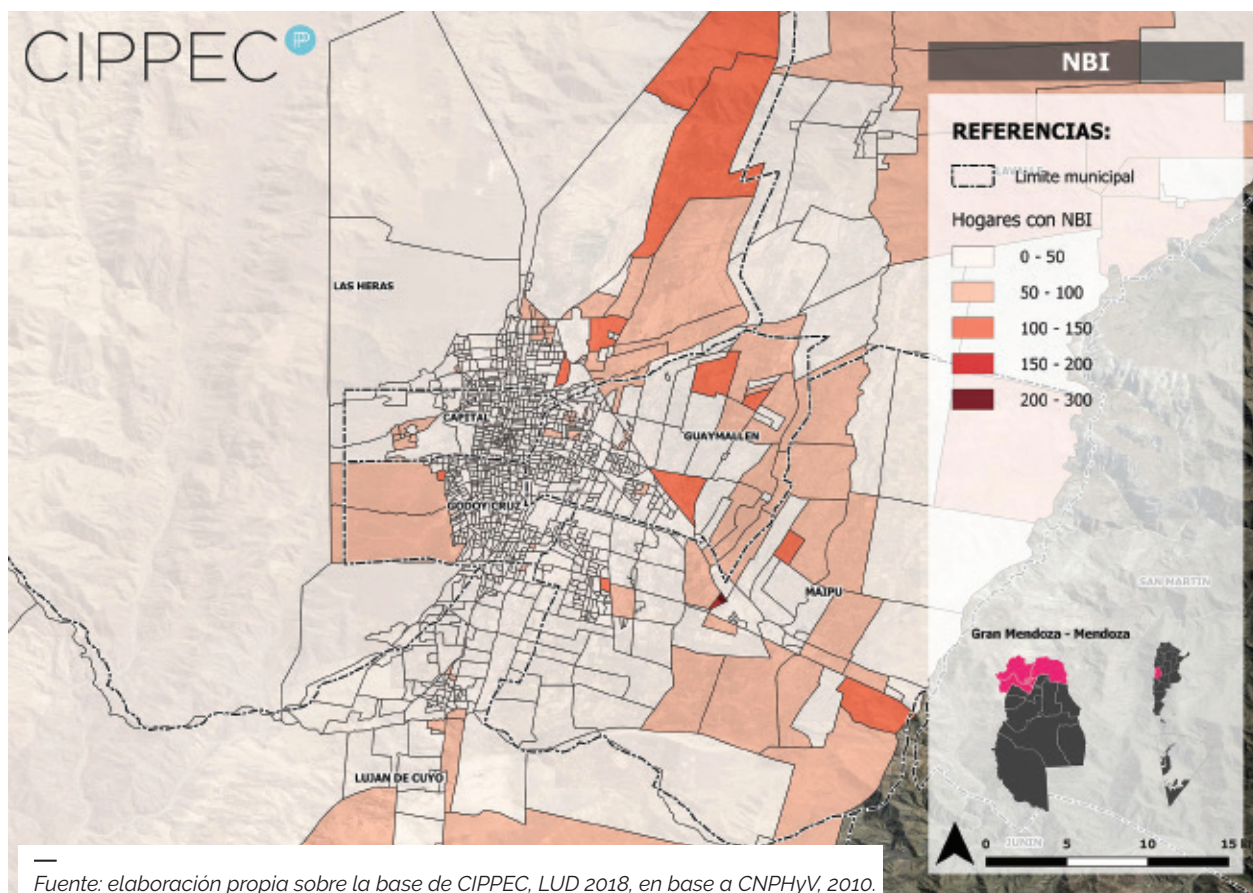 CIPPEC
NBI
REFERENCIAS:
LAVALLE
Limite municipal
Hogares con NBI
0 - 50
50 - 100
100 - 150
150 - 200
200 - 300
LAS HERAS
CAPITAL
GUAYMALLEN
GODOY CRUZ
MAIPU
SAN MARTIN
Gran Mendoza - Mendoza
LUJAN DE CUYO
JUNIN
0 5 10 15
Fuente: elaboración propia sobre la base de CIPPEC, LUD 2018, en base a CNPHyV, 2010.